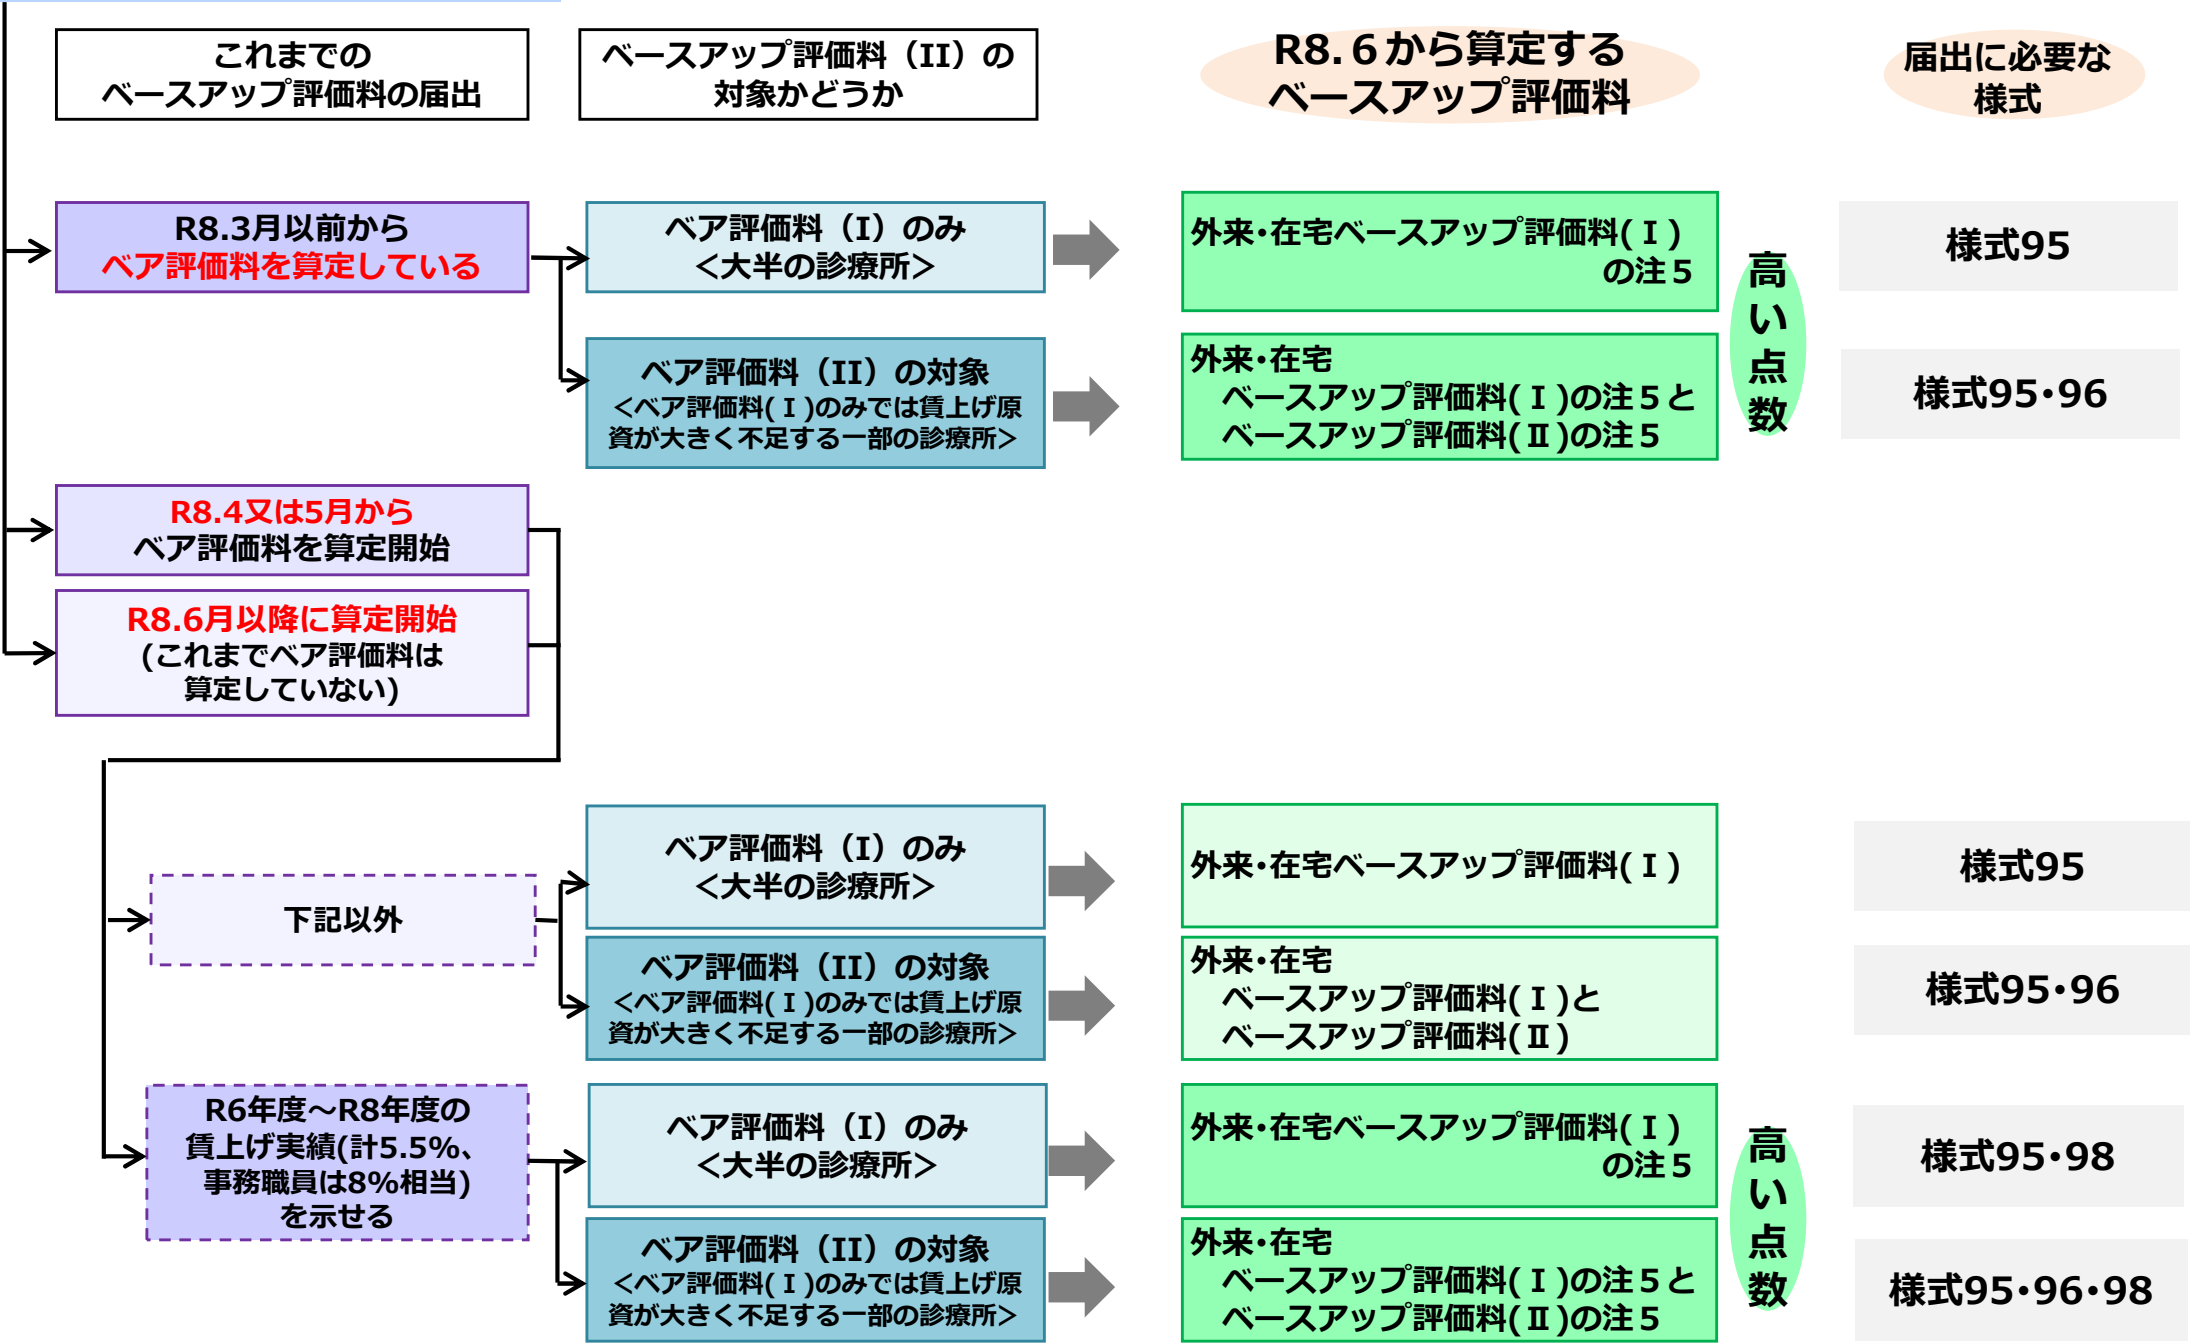 これまでの
ベースアップ評価料の届出
ベースアップ評価料（II）の
対象かどうか
R8.６から算定する
ベースアップ評価料
届出に必要な
様式
R8.3月以前から
ベア評価料を算定している
ベア評価料（I）のみ
＜大半の診療所＞
外来・在宅ベースアップ評価料(Ⅰ)
の注５
様式95
ベア評価料（II）の対象
＜ベア評価料(Ⅰ)のみでは賃上げ原
資が大きく不足する一部の診療所＞
外来・在宅
ベースアップ評価料(Ⅰ)の注５と
ベースアップ評価料(Ⅱ)の注５
高い点数
様式95・96
R8.4又は5月から
ベア評価料を算定開始
R8.6月以降に算定開始
(これまでベア評価料は
算定していない)
下記以外
ベア評価料（I）のみ
＜大半の診療所＞
外来・在宅ベースアップ評価料(Ⅰ)
様式95
ベア評価料（II）の対象
＜ベア評価料(Ⅰ)のみでは賃上げ原
資が大きく不足する一部の診療所＞
外来・在宅
ベースアップ評価料(Ⅰ)と
ベースアップ評価料(Ⅱ)
様式95・96
R6年度～R8年度の
賃上げ実績(計5.5%、
事務職員は8%相当)
を示せる
ベア評価料（I）のみ
＜大半の診療所＞
外来・在宅ベースアップ評価料(Ⅰ)
の注５
様式95・98
ベア評価料（II）の対象
＜ベア評価料(Ⅰ)のみでは賃上げ原
資が大きく不足する一部の診療所＞
外来・在宅
ベースアップ評価料(Ⅰ)の注５と
ベースアップ評価料(Ⅱ)の注５
高い点数
様式95・96・98